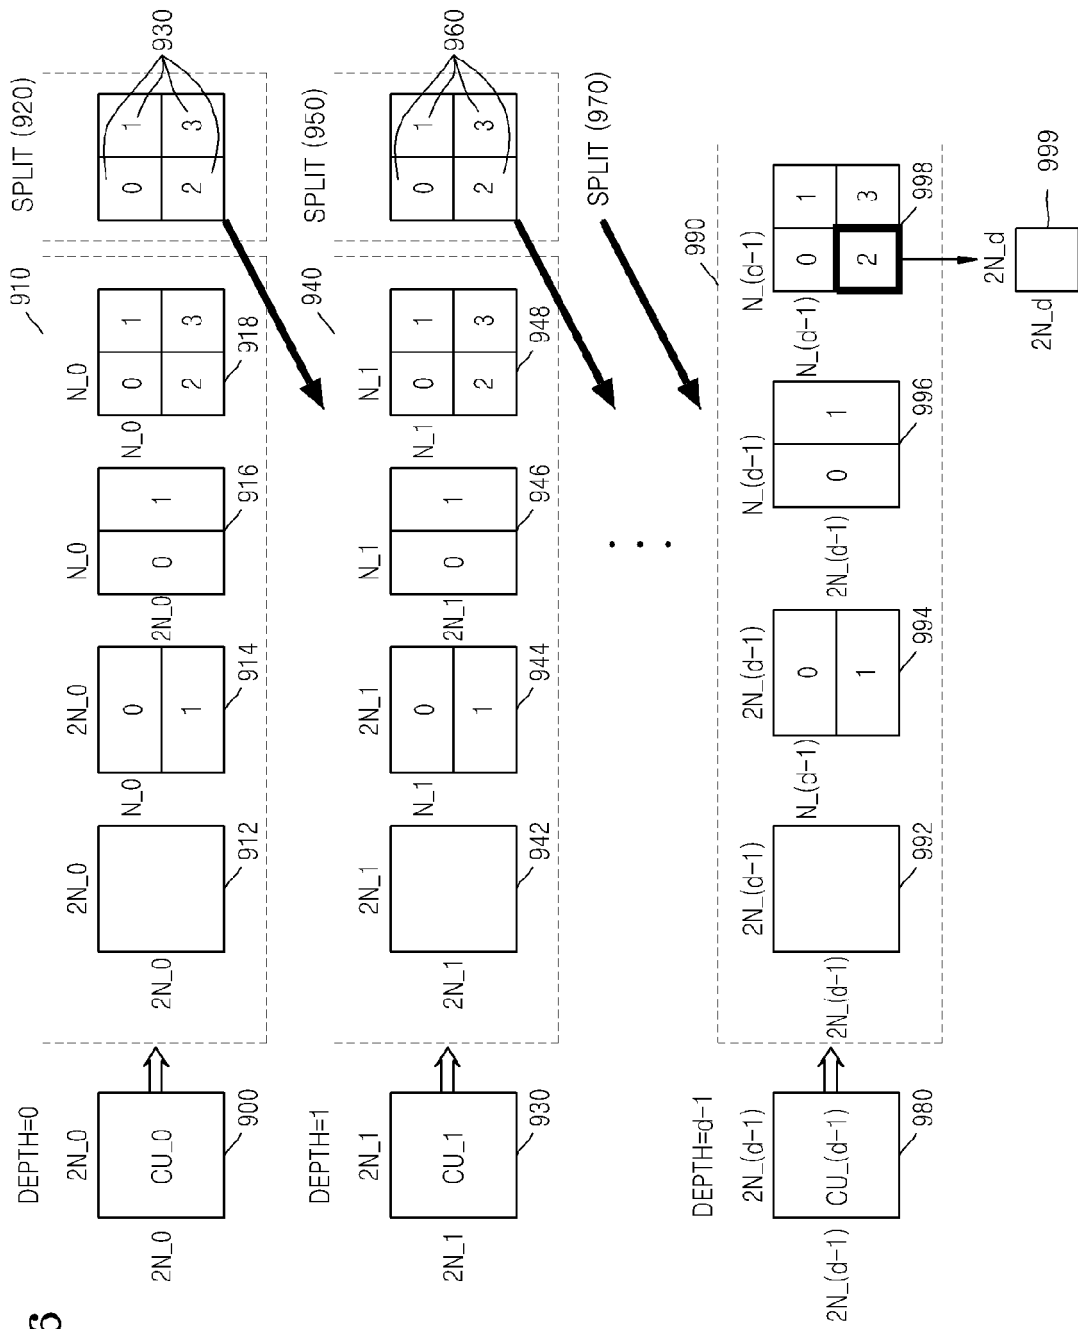 DEPTH=0
2N_0
2N_0
CU_0
900
2N_0
2N_0
912
2N_0
N_0
0
1
914
N_0
2N_0
0
1
916
N_0
N_0
0
1
2
3
918
910
SPLIT (920)
0
1
2
3
930
DEPTH=1
2N_1
2N_1
CU_1
930
2N_1
2N_1
942
2N_1
N_1
0
1
944
N_1
2N_1
0
1
946
N_1
N_1
0
1
2
3
948
940
SPLIT (950)
0
1
2
3
960
SPLIT (970)
. . .
DEPTH=d-1
2N_(d-1)
2N_(d-1)
CU_(d-1)
980
2N_(d-1)
2N_(d-1)
992
2N_(d-1)
N_(d-1)
0
1
994
N_(d-1)
2N_(d-1)
0
1
996
N_(d-1)
N_(d-1)
0
1
2
3
998
990
2N_d
2N_d
999